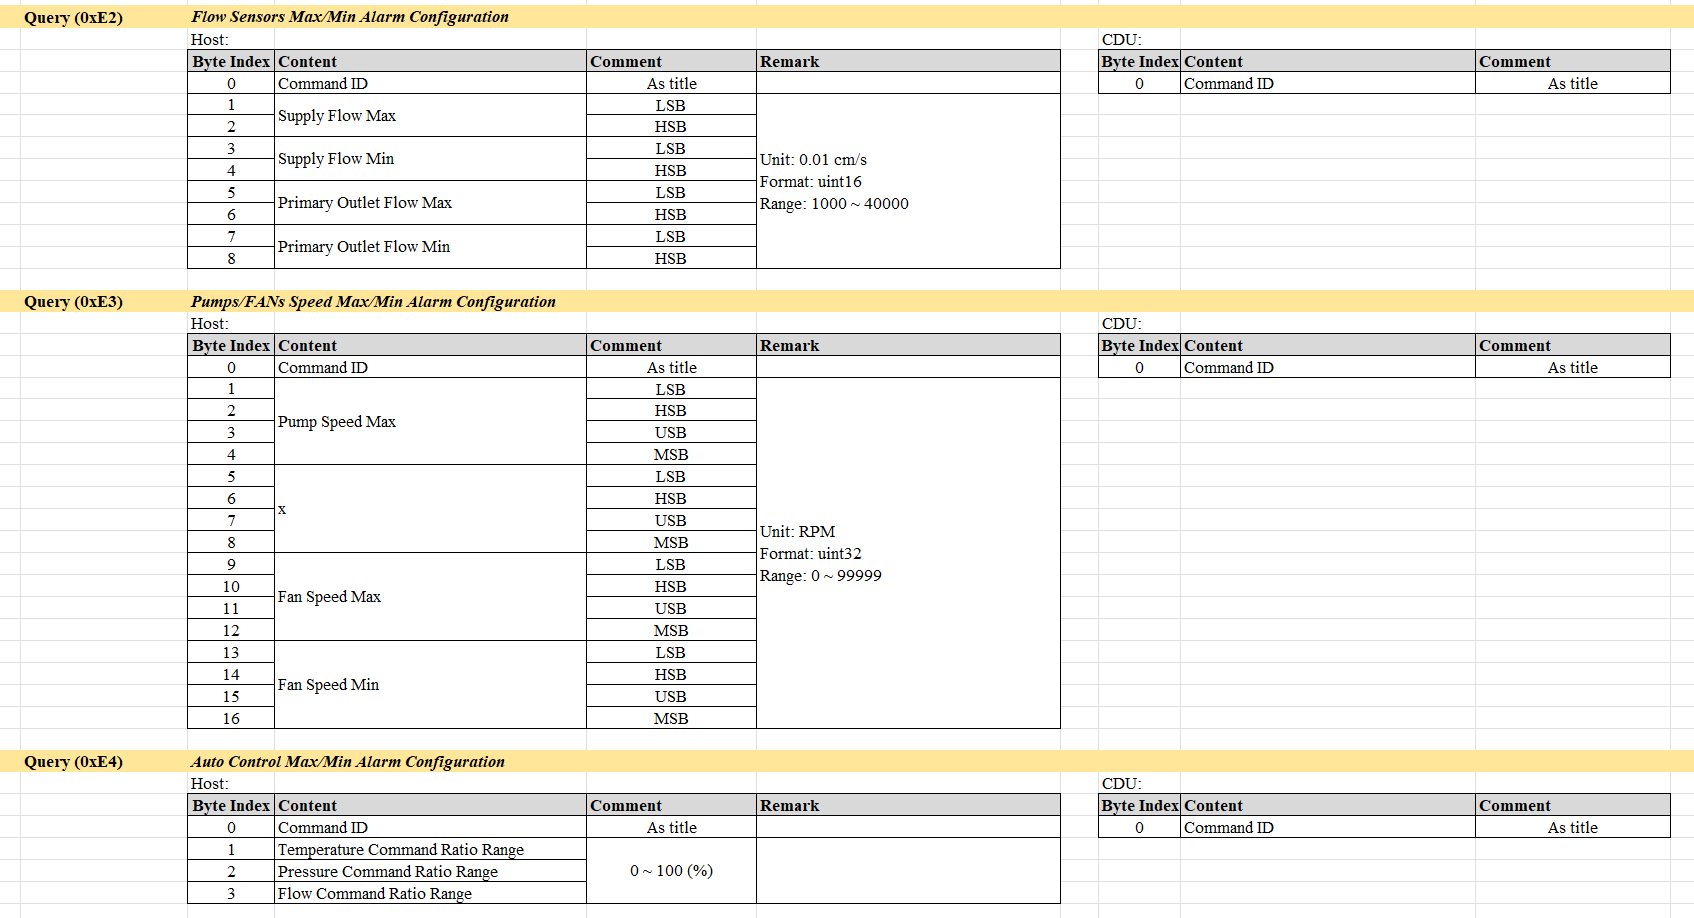 Query (0xE2) Flow Sensors Max/Min Alarm Configuration
Host: CDU:
Byte Index Content Comment Remark Byte Index Content Comment
0 Command ID As title 0 Command ID As title
1 Supply Flow Max LSB
2 HSB
3 Supply Flow Min LSB
4 HSB
Unit: 0.01 cm/s
Format: uint16
Range: 1000 ~ 40000
5 Primary Outlet Flow Max LSB
6 HSB
7 Primary Outlet Flow Min LSB
8 HSB
Query (0xE3) Pumps/FANs Speed Max/Min Alarm Configuration
Host: CDU:
Byte Index Content Comment Remark Byte Index Content Comment
0 Command ID As title 0 Command ID As title
1 Pump Speed Max LSB
2 HSB
3 USB
4 MSB
5 x LSB
6 HSB
7 USB
8 MSB
Unit: RPM
Format: uint32
Range: 0 ~ 99999
9 Fan Speed Max LSB
10 HSB
11 USB
12 MSB
13 Fan Speed Min LSB
14 HSB
15 USB
16 MSB
Query (0xE4) Auto Control Max/Min Alarm Configuration
Host: CDU:
Byte Index Content Comment Remark Byte Index Content Comment
0 Command ID As title 0 Command ID As title
1 Temperature Command Ratio Range
2 Pressure Command Ratio Range 0 ~ 100 (%)
3 Flow Command Ratio Range